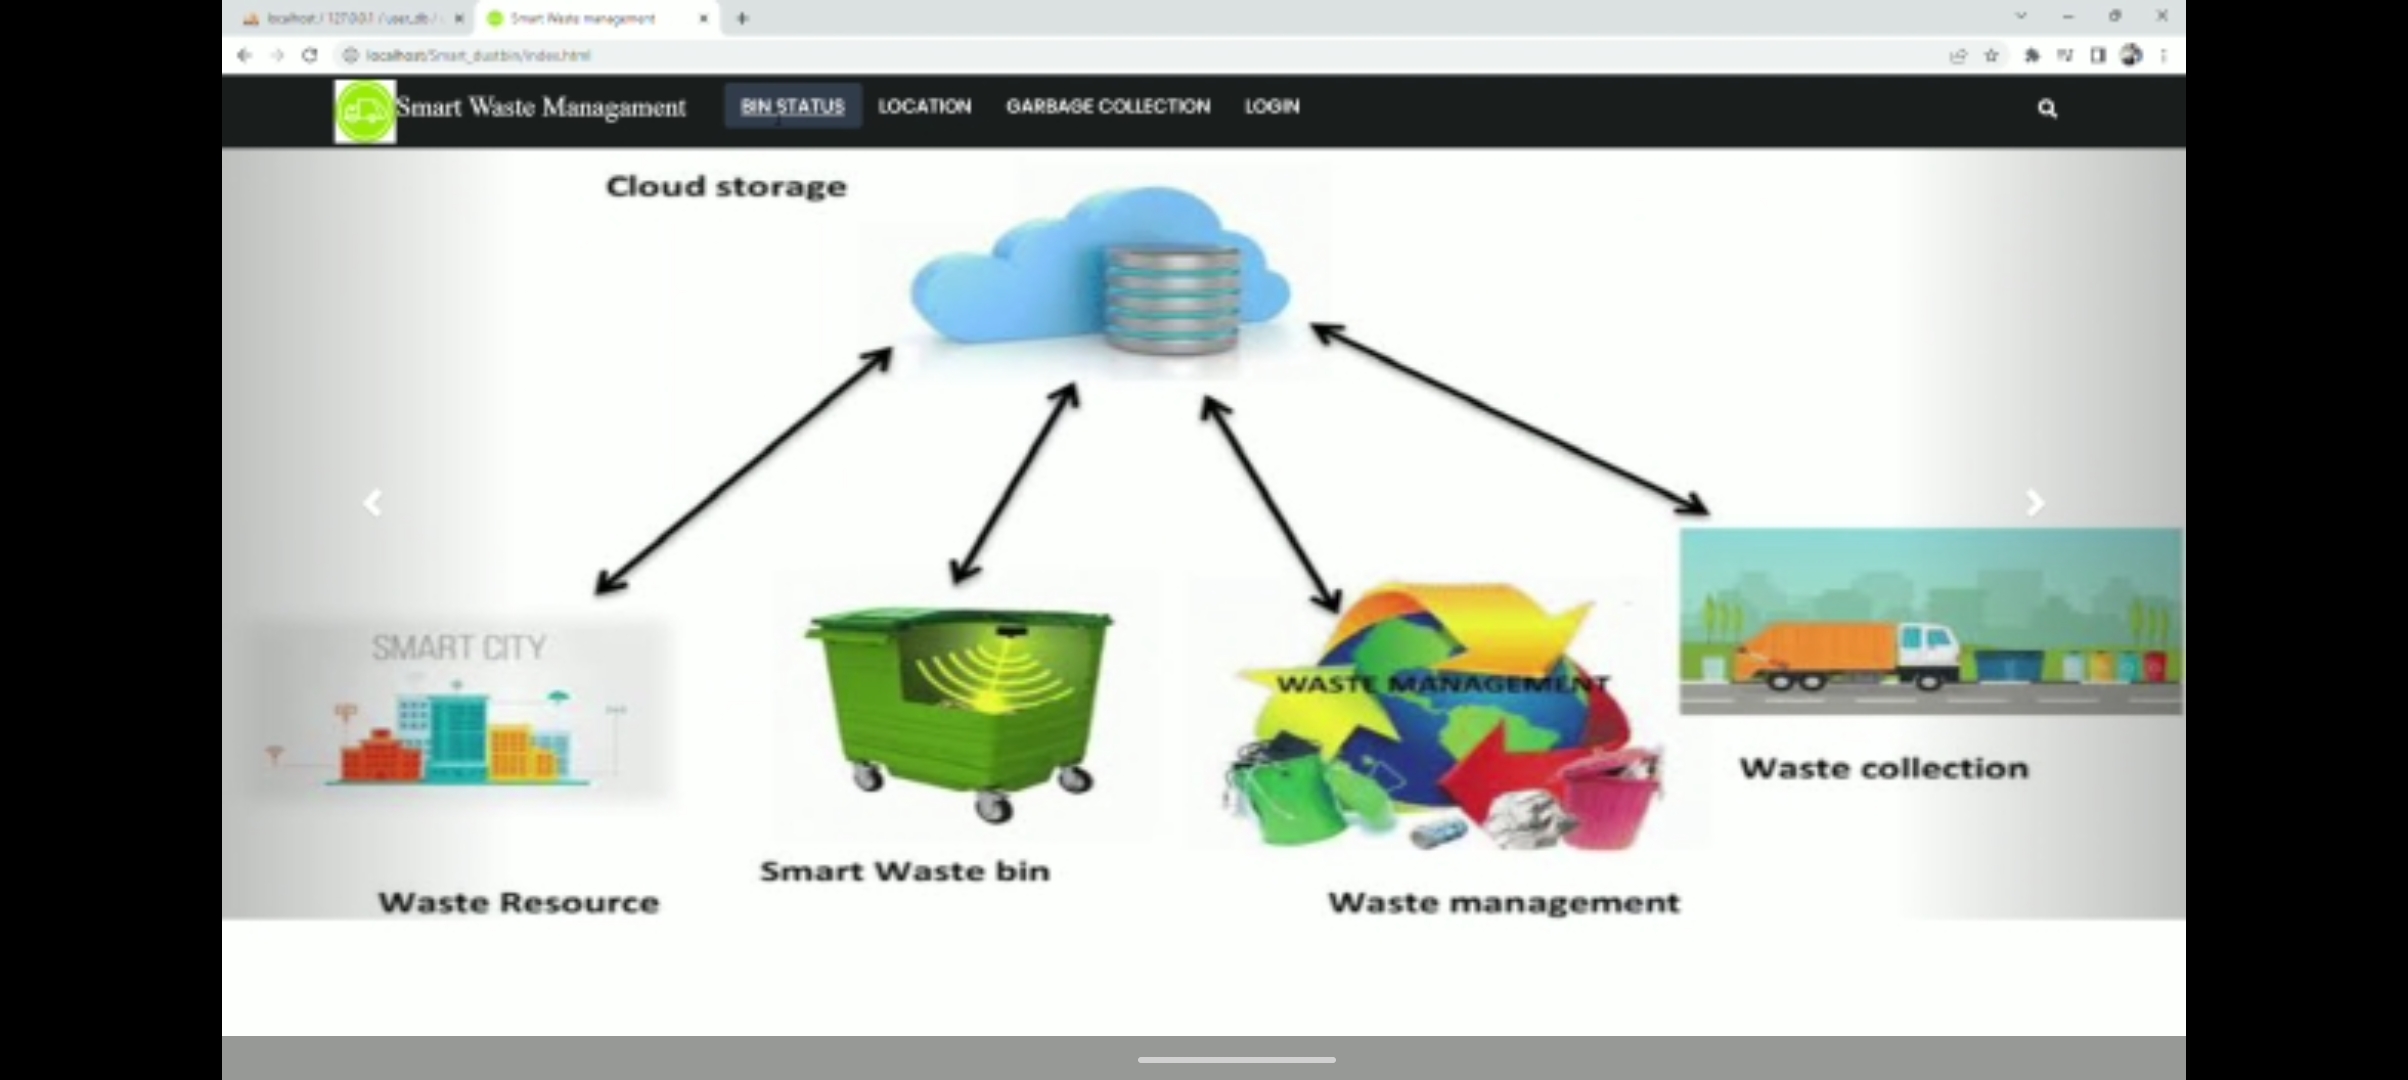 localhost / 127.0.0.1 / user_db /
Smart Waste management
localhost/Smart_dustbin/index.html
Smart Waste Managament
BIN STATUS
LOCATION
GARBAGE COLLECTION
LOGIN
Cloud storage
SMART CITY
WASTE MANAGEMENT
Waste collection
Smart Waste bin
Waste Resource
Waste management